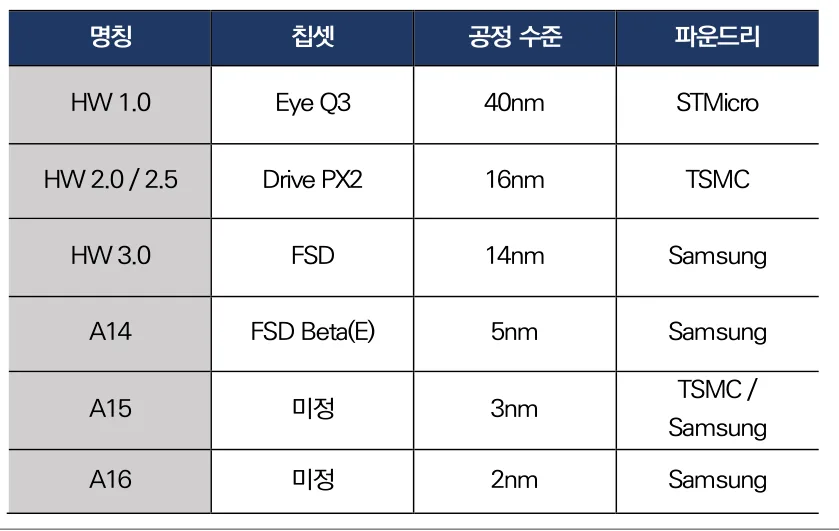 명칭 칩셋 공정 수준 파운드리
HW 1.0 Eye Q3 40nm STMicro
HW 2.0 / 2.5 Drive PX2 16nm TSMC
HW 3.0 FSD 14nm Samsung
A14 FSD Beta(E) 5nm Samsung
A15 미정 3nm TSMC /
Samsung
A16 미정 2nm Samsung